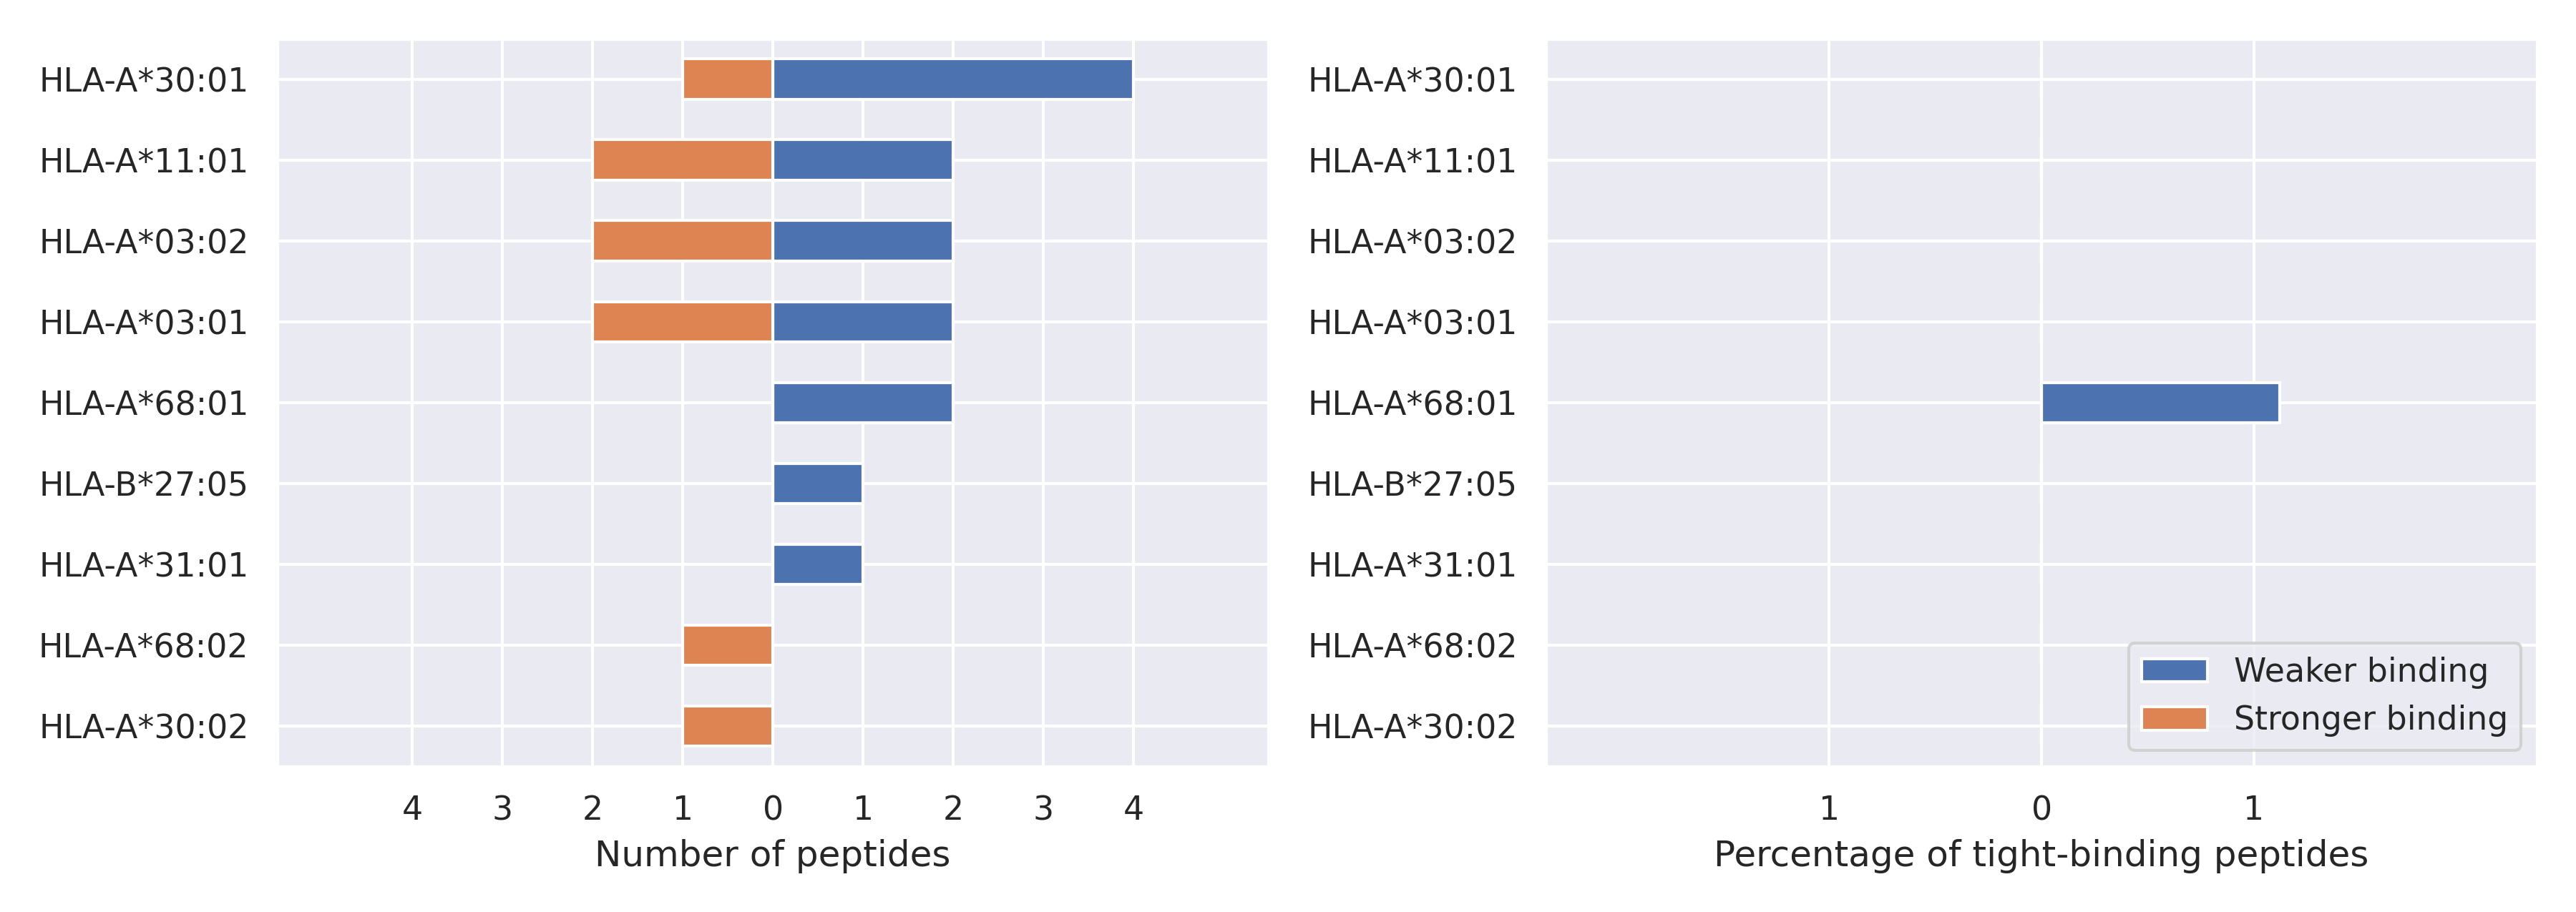 HLA-A*30:01
HLA-A*11:01
HLA-A*03:02
HLA-A*03:01
HLA-A*68:01
HLA-B*27:05
HLA-A*31:01
HLA-A*68:02
HLA-A*30:02
4 3 2 1 0 1 2 3 4
Number of peptides
HLA-A*30:01
HLA-A*11:01
HLA-A*03:02
HLA-A*03:01
HLA-A*68:01
HLA-B*27:05
HLA-A*31:01
HLA-A*68:02
HLA-A*30:02
Weaker binding
Stronger binding
1 0 1
Percentage of tight-binding peptides